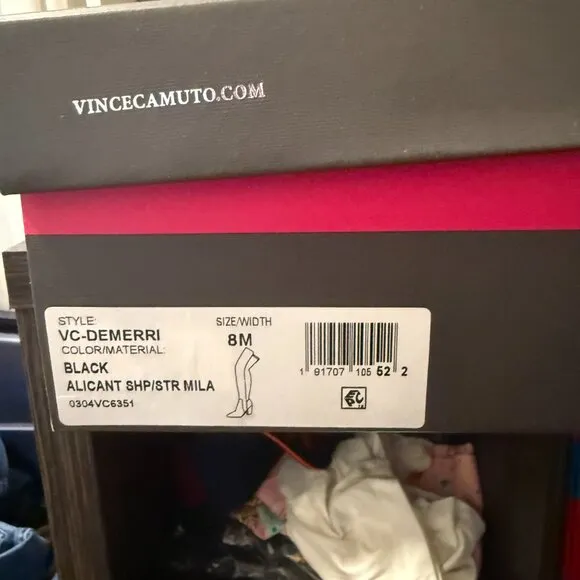 VINCECAMUTO.COM
STYLE:
VC-DEMERRI
COLOR/MATERIAL:
BLACK
ALICANT SHP/STR MILA
0304VC6351
SIZE/WIDTH
8M
1 91707 105 52 2